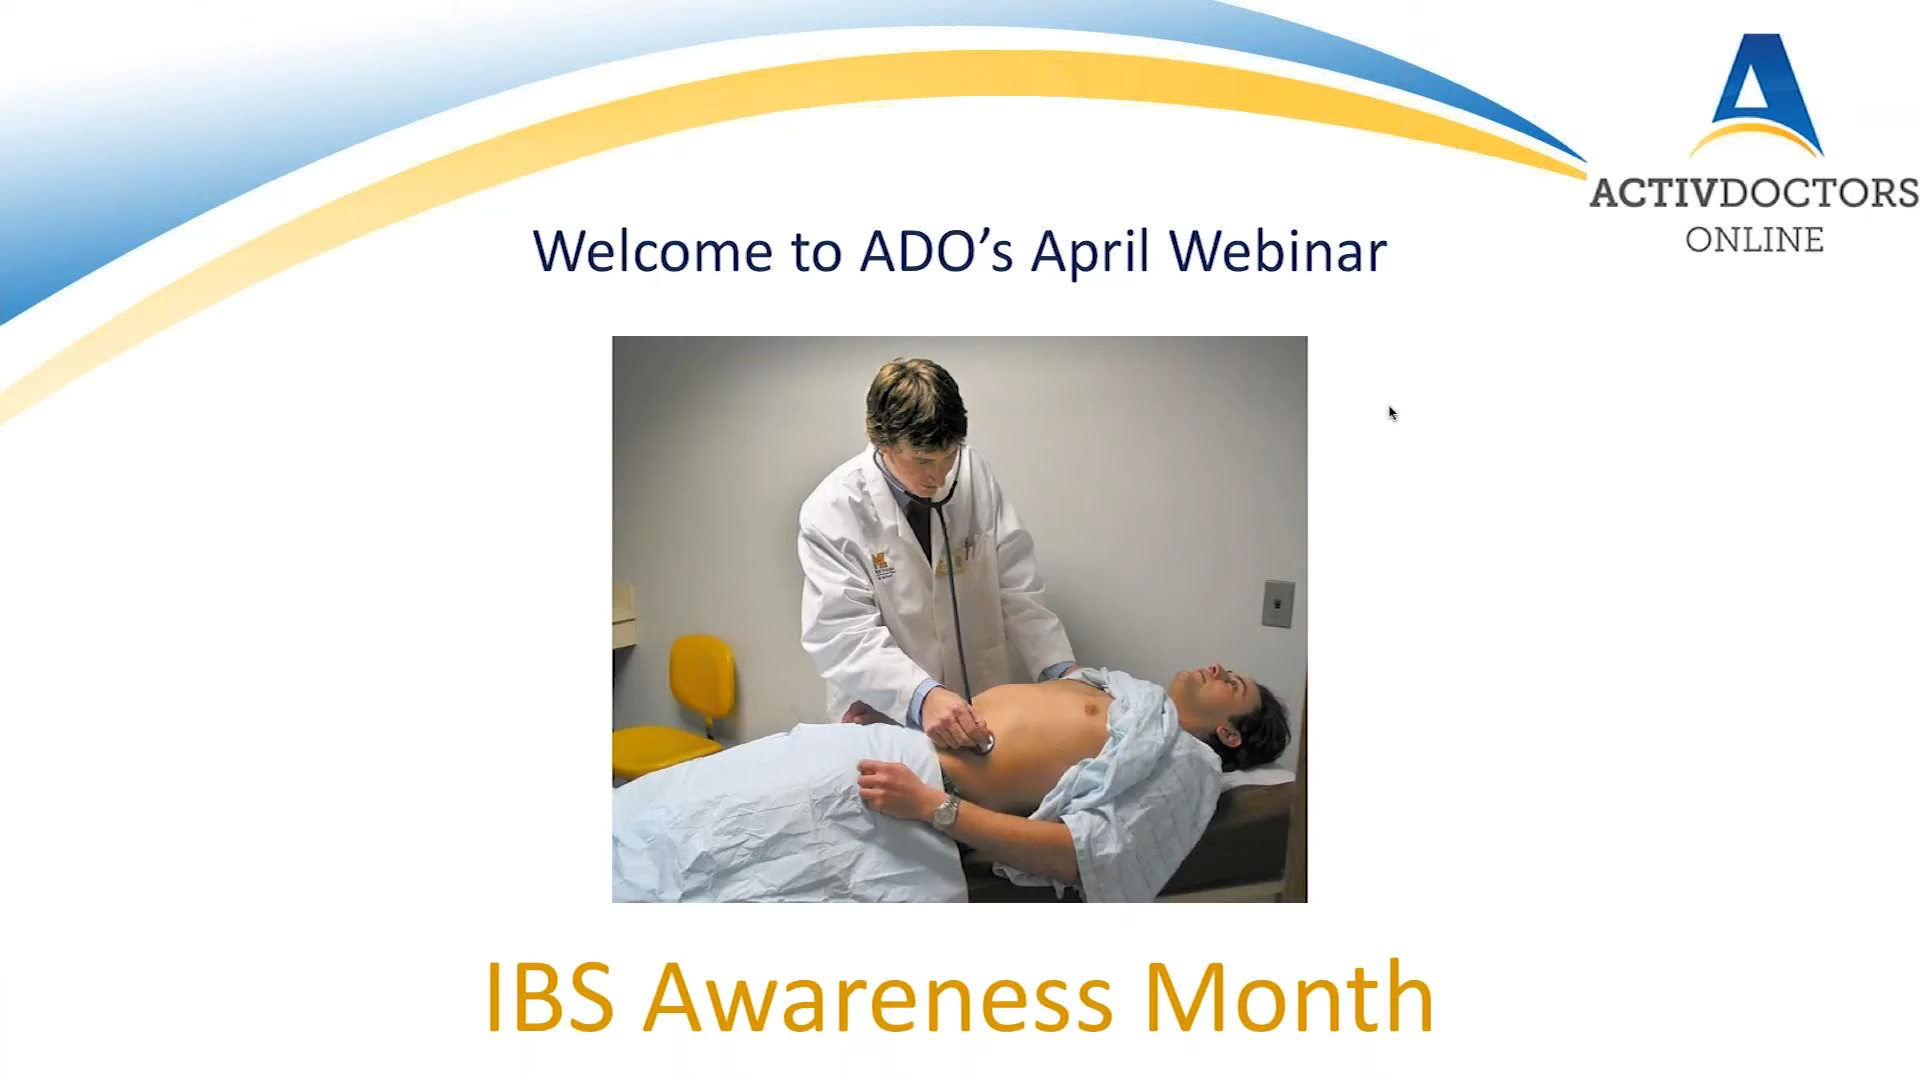 ACTIVDOCTORS
ONLINE
Welcome to ADO’s April Webinar
IBS Awareness Month